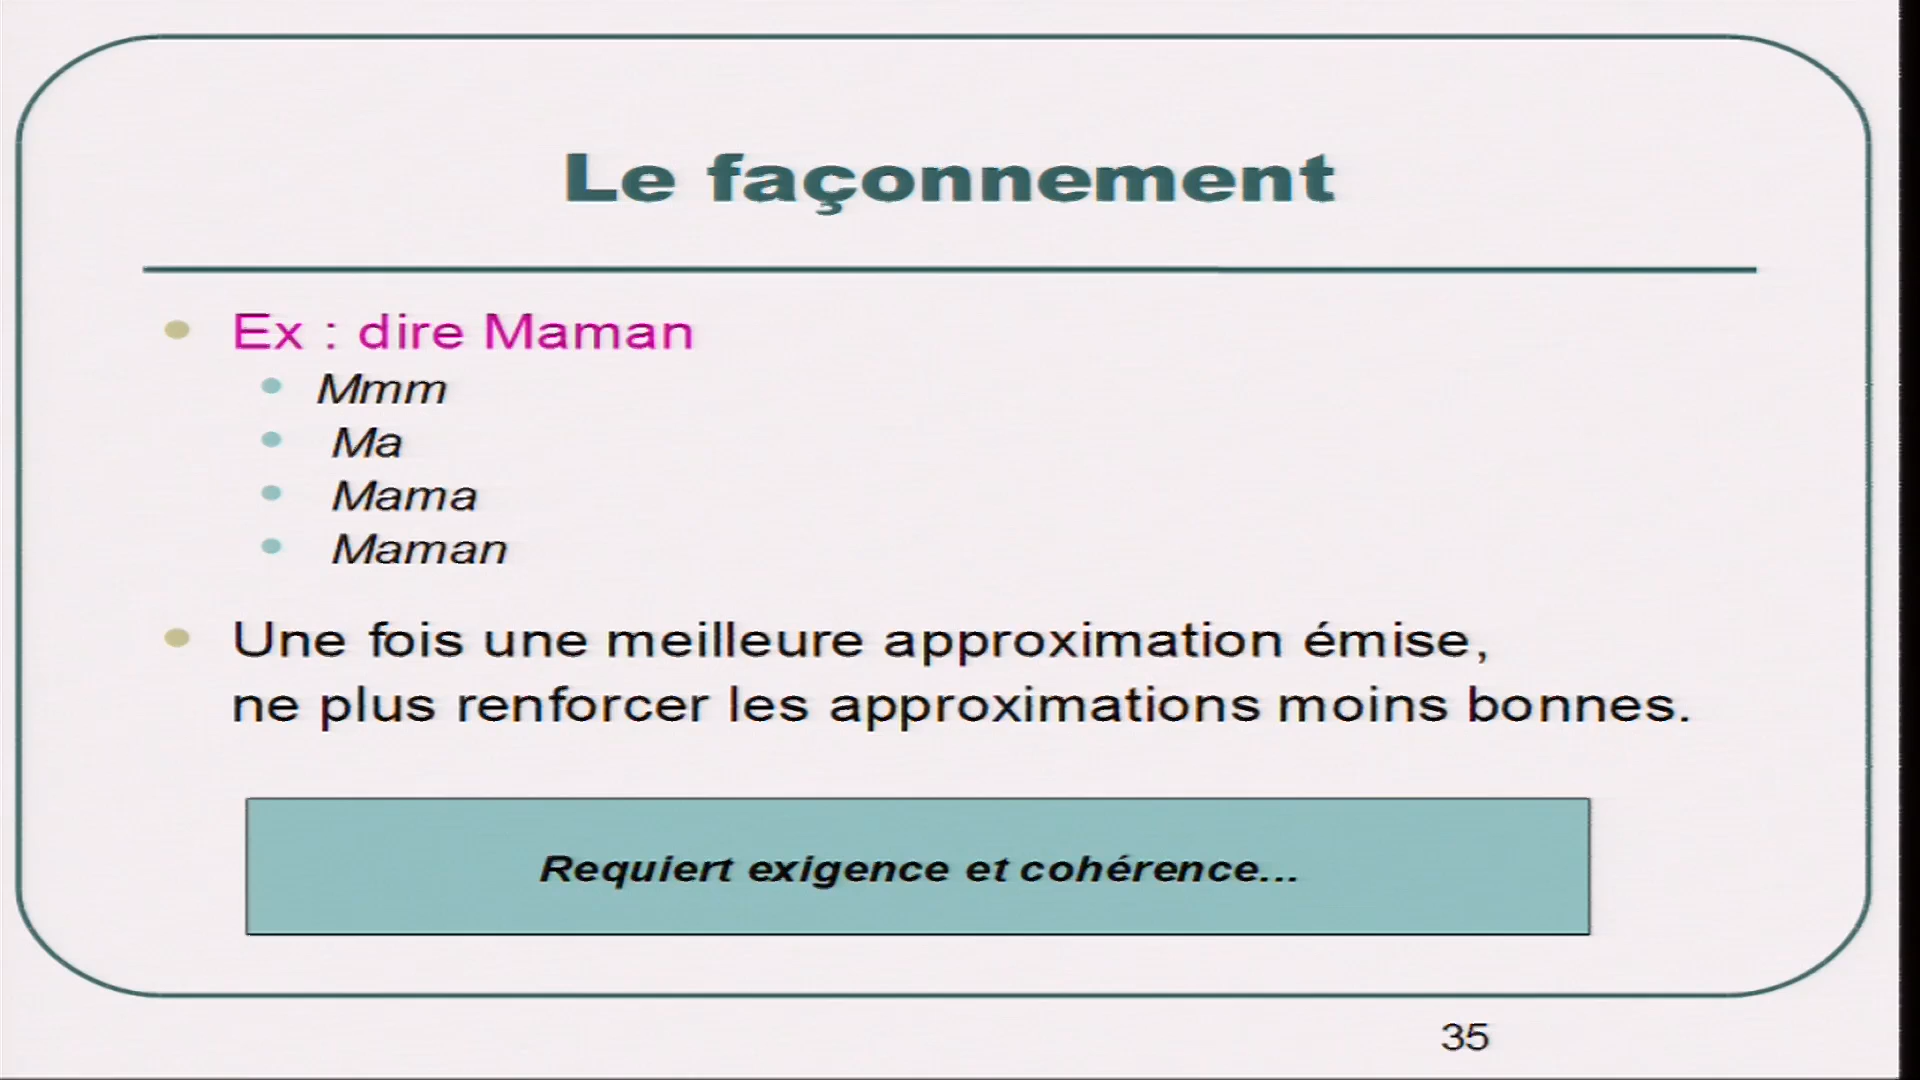 Le façonnement
Ex : dire Maman
Mmm
Ma
Mama
Maman
Une fois une meilleure approximation émise,
ne plus renforcer les approximations moins bonnes.
Requiert exigence et cohérence...
35